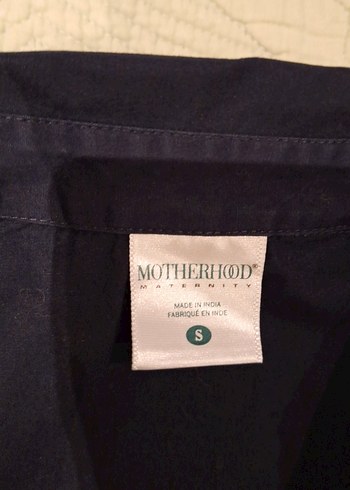 MOTHERHOOD®
MATERNITY
MADE IN INDIA
FABRIQUÉ EN INDE
S